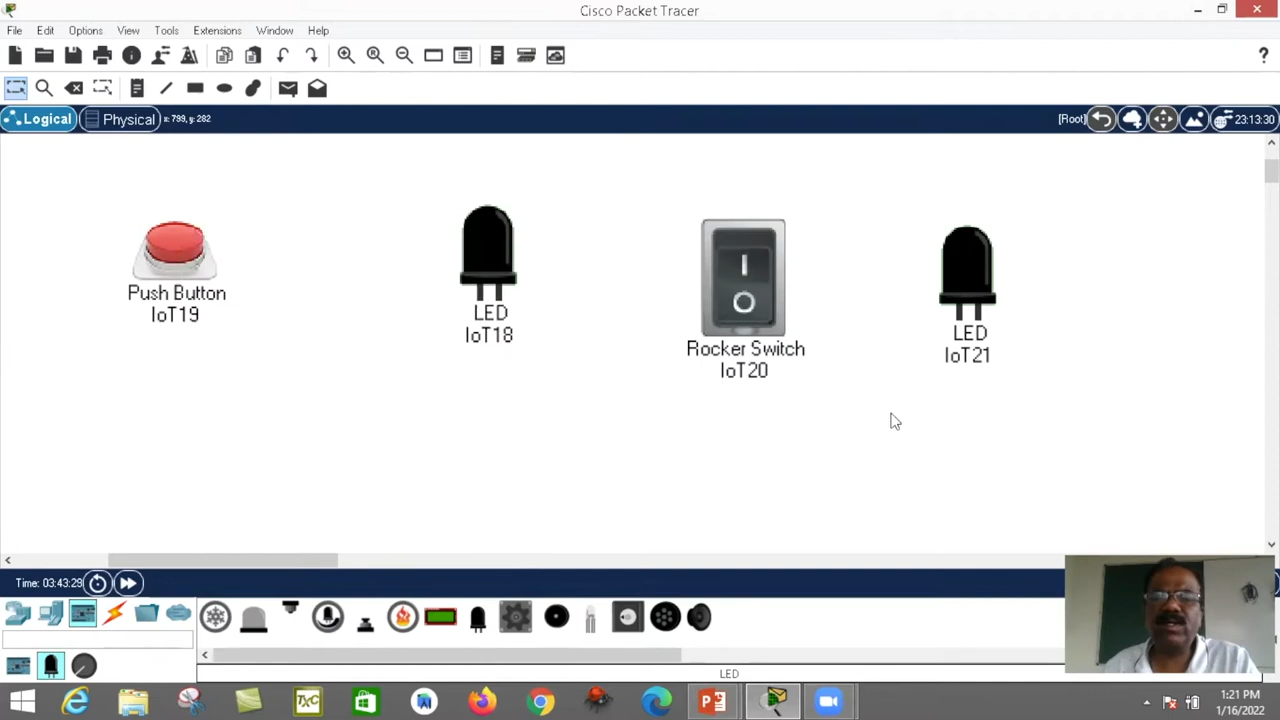 Cisco Packet Tracer
File Edit Options View Tools Extensions Window Help
?
Logical Physical x: 799, y: 282 [Root] 23:13:30
Push Button
IoT19
LED
IoT18
Rocker Switch
IoT20
LED
IoT21
Time: 03:43:29
LED
TXC
1:21 PM
1/16/2022